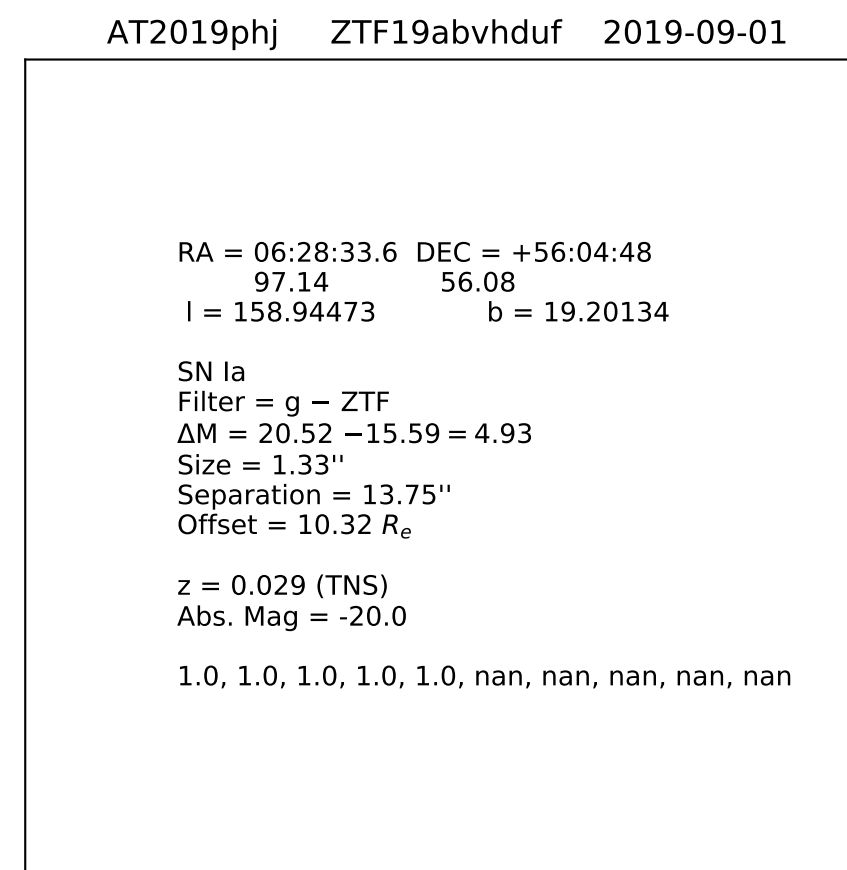 AT2019phj ZTF19abvhduf 2019-09-01
RA = 06:28:33.6 DEC = +56:04:48
97.14 56.08
l = 158.94473 b = 19.20134
SN Ia
Filter = g − ZTF
ΔM = 20.52 −15.59 = 4.93
Size = 1.33''
Separation = 13.75''
Offset = 10.32 Re
z = 0.029 (TNS)
Abs. Mag = -20.0
1.0, 1.0, 1.0, 1.0, 1.0, nan, nan, nan, nan, nan